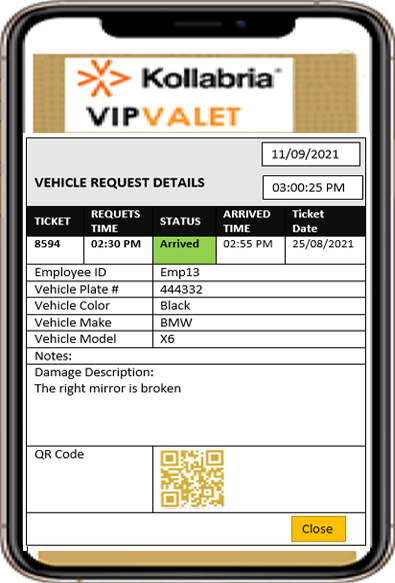 Kollabria
VIPVALET
11/09/2021
VEHICLE REQUEST DETAILS
03:00:25 PM
TICKET REQUETS TIME STATUS ARRIVED TIME Ticket Date
8594 02:30 PM Arrived 02:55 PM 25/08/2021
Employee ID Emp13
Vehicle Plate # 444332
Vehicle Color Black
Vehicle Make BMW
Vehicle Model X6
Notes:
Damage Description:
The right mirror is broken
QR Code
Close